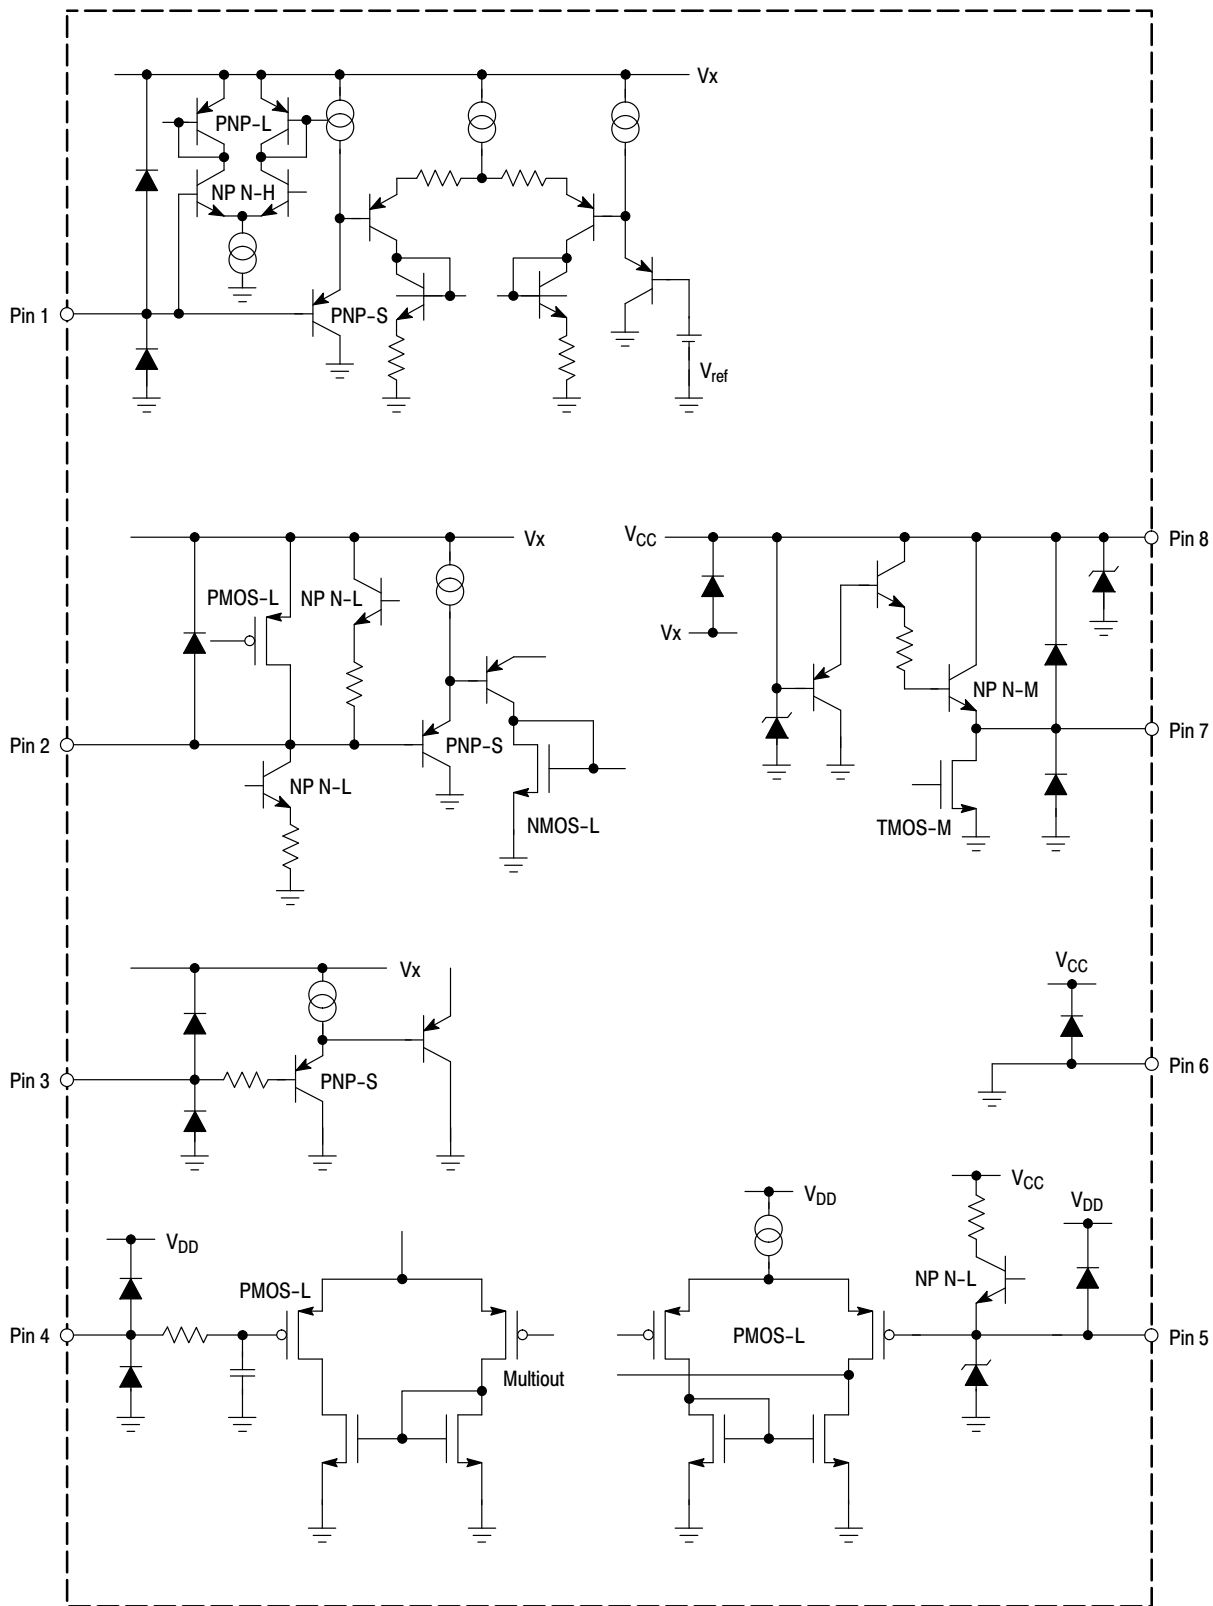 Vx
PNP-L
NP N-H
Pin 1
PNP-S
Vref
Vx
VCC
Pin 8
PMOS-L
NP N-L
Vx
NP N-M
Pin 2
PNP-S
Pin 7
NP N-L
NMOS-L
TMOS-M
Vx
VCC
Pin 3
PNP-S
Pin 6
VDD
VCC
VDD
VDD
PMOS-L
NP N-L
Pin 4
PMOS-L
Pin 5
Multiout